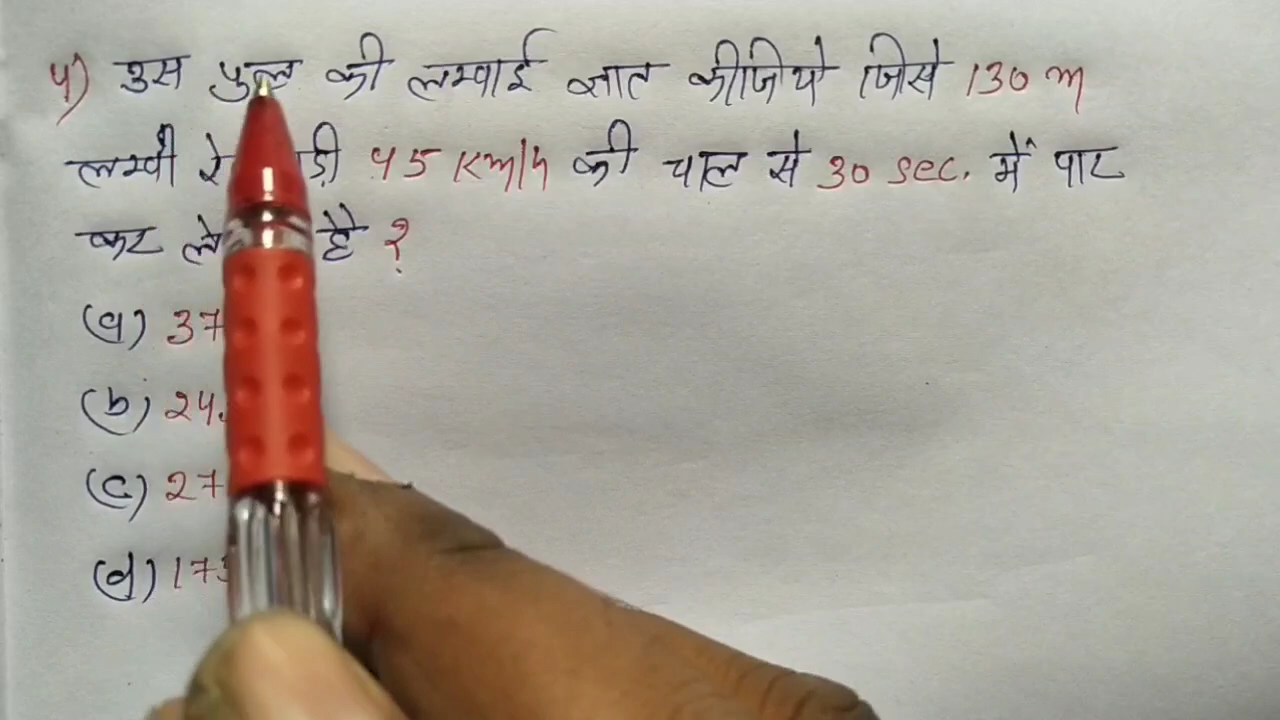 4) उस पुल की लम्बाई ज्ञात कीजिये जिसे 130 m
लम्बी 45 Km/h की चाल से 30 sec. में पार
कर है ?
(a) 37
(b) 24
(c) 27
(d) 17